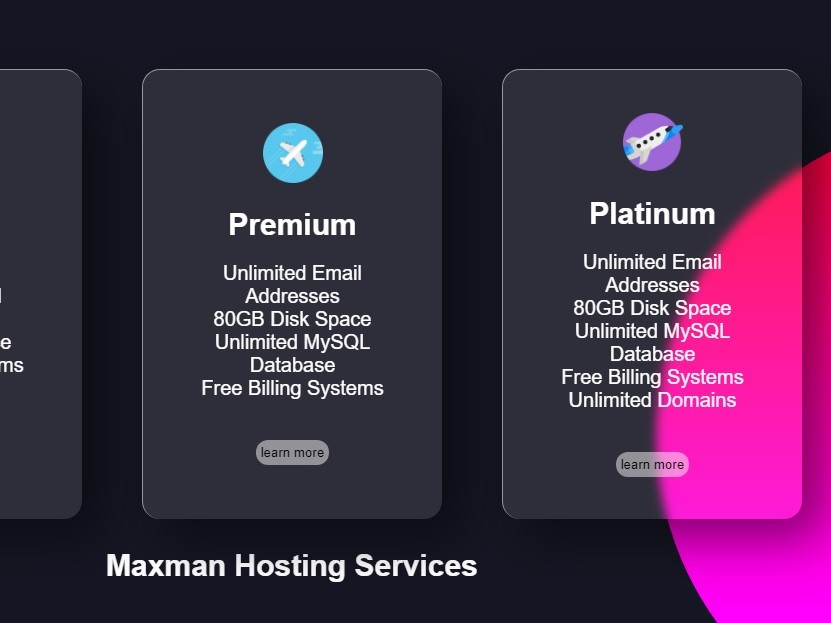 Premium
Unlimited Email
Addresses
80GB Disk Space
Unlimited MySQL
Database
Free Billing Systems
learn more
Platinum
Unlimited Email
Addresses
80GB Disk Space
Unlimited MySQL
Database
Free Billing Systems
Unlimited Domains
learn more
Maxman Hosting Services